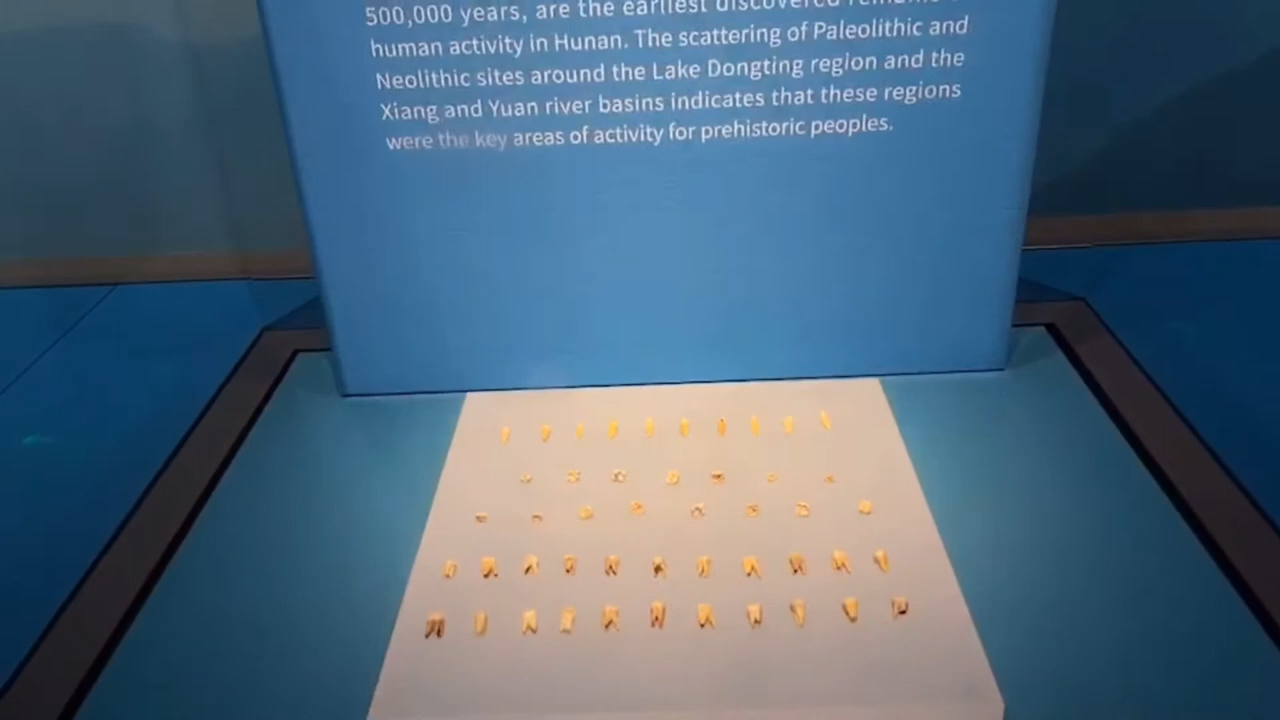 500,000 years, are the earliest discovered
human activity in Hunan. The scattering of Paleolithic and
Neolithic sites around the Lake Dongting region and the
Xiang and Yuan river basins indicates that these regions
were the key areas of activity for prehistoric peoples.